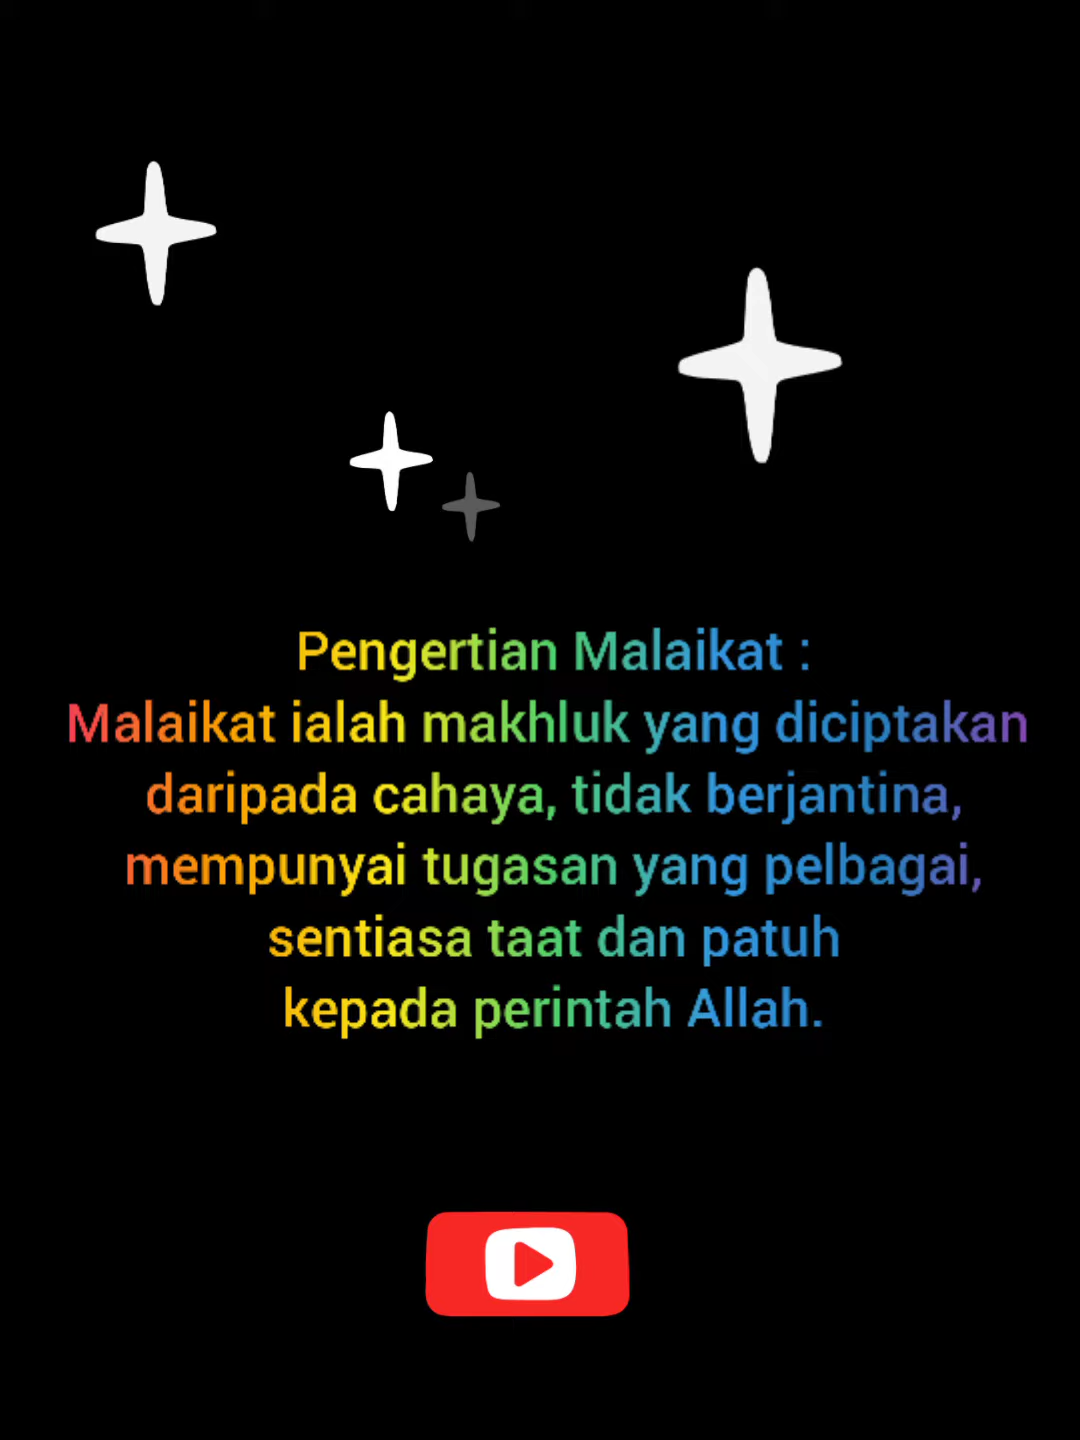 Pengertian Malaikat :
Malaikat ialah makhluk yang diciptakan
daripada cahaya, tidak berjantina,
mempunyai tugasan yang pelbagai,
sentiasa taat dan patuh
kepada perintah Allah.